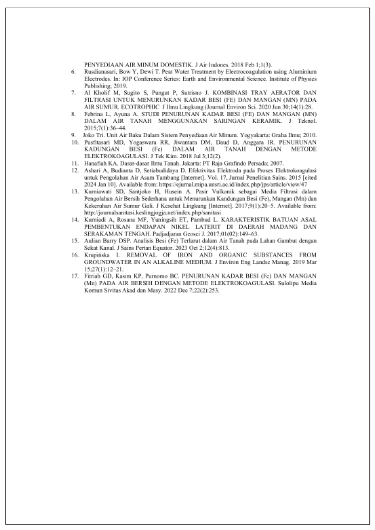 PENYEDIAAN AIR MINUM DOMESTIK. J Air Indones. 2018 Feb 1;1(3).
6. Rusdianasari, Bow Y, Dewi T. Peat Water Treatment by Electrocoagulation using Aluminium
Electrodes. In: IOP Conference Series: Earth and Environmental Science. Institute of Physics
Publishing; 2019.
7. Al Kholif M, Sugito S, Pungut P, Sutrisno J. KOMBINASI TRAY AERATOR DAN
FILTRASI UNTUK MENURUNKAN KADAR BESI (FE) DAN MANGAN (MN) PADA
AIR SUMUR. ECOTROPHIC J Ilmu Lingkung (Journal Environ Sci. 2020 Jun 30;14(1):28.
8. Febrina L, Ayuna A. STUDI PENURUNAN KADAR BESI (FE) DAN MANGAN (MN)
DALAM AIR TANAH MENGGUNAKAN SARINGAN KERAMIK. J Teknol.
2015;7(1):36–44.
9. Joko Tri. Unit Air Baku Dalam Sistem Penyediaan Air Minum. Yogyakarta: Graha Ilmu; 2010.
10. Pusfitasari MD, Yogaswara RR, Jiwantara DM, Daud D, Anggara IR. PENURUNAN
KADUNGAN BESI (Fe) DALAM AIR TANAH DENGAN METODE
ELEKTROKOAGULASI. J Tek Kim. 2018 Jul 3;12(2).
11. Hanafiah KA. Dasar-dasar Ilmu Tanah. Jakarta: PT Raja Grafindo Persada; 2007.
12. Ashari A, Budianta D, Setiabudidaya D. Efektivitas Elektroda pada Proses Elektrokoagulasi
untuk Pengolahan Air Asam Tambang [Internet]. Vol. 17, Jurnal Penelitian Sains. 2015 [cited
2024 Jan 10]. Available from: https://ejurnal.mipa.unsri.ac.id/index.php/jps/article/view/47
13. Kurniawati SD, Santjoko H, Husein A. Pasir Vulkanik sebagai Media Filtrasi dalam
Pengolahan Air Bersih Sederhana untuk Menurunkan Kandungan Besi (Fe), Mangan (Mn) dan
Kekeruhan Air Sumur Gali. J Kesehat Lingkung [Internet]. 2017;9(1):20–5. Available from:
http://journalsanitasi.keslingjogja.net/index.php/sanitasi
14. Kurniadi A, Rosana MF, Yuningsih ET, Pambudi L. KARAKTERISTIK BATUAN ASAL
PEMBENTUKAN ENDAPAN NIKEL LATERIT DI DAERAH MADANG DAN
SERAKAMAN TENGAH. Padjadjaran Geosci J. 2017;01(02):149–63.
15. Aulian Barry DSP. Analisis Besi (Fe) Terlarut dalam Air Tanah pada Lahan Gambut dengan
Sekat Kanal. J Sains Pertan Equator. 2023 Oct 2;12(4):813.
16. Krupińska I. REMOVAL OF IRON AND ORGANIC SUBSTANCES FROM
GROUNDWATER IN AN ALKALINE MEDIUM. J Environ Eng Landsc Manag. 2019 Mar
15;27(1):12–21.
17. Fitriah GD, Kasim KP, Purnomo BC. PENURUNAN KADAR BESI (Fe) DAN MANGAN
(Mn) PADA AIR BERSIH DENGAN METODE ELEKTROKOAGULASI. Sulolipu Media
Komun Sivitas Akad dan Masy. 2022 Dec 7;22(2):253.